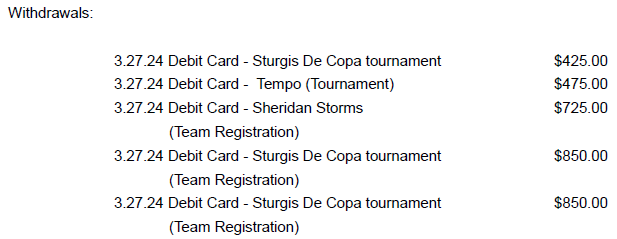 Withdrawals:
3.27.24 Debit Card - Sturgis De Copa tournament $425.00
3.27.24 Debit Card -  Tempo (Tournament) $475.00
3.27.24 Debit Card - Sheridan Storms $725.00
(Team Registration)
3.27.24 Debit Card - Sturgis De Copa tournament $850.00
(Team Registration)
3.27.24 Debit Card - Sturgis De Copa tournament $850.00
(Team Registration)